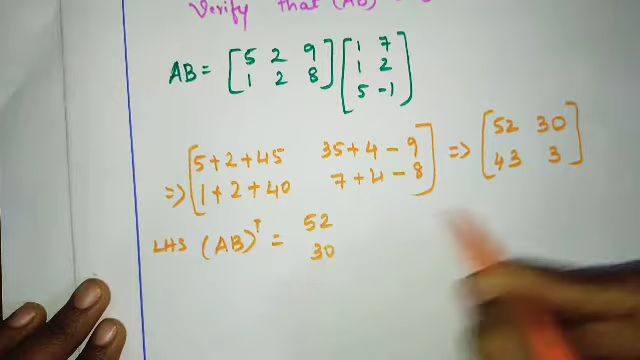 Verify that (AB)
AB = [5 2 9 1 2 8] [1 7 1 2 5 -1]
=> [5+2+45 35+4-9 1+2+40 7+4-8] => [52 30 43 3]
LHS (AB)ᵀ = 52
30